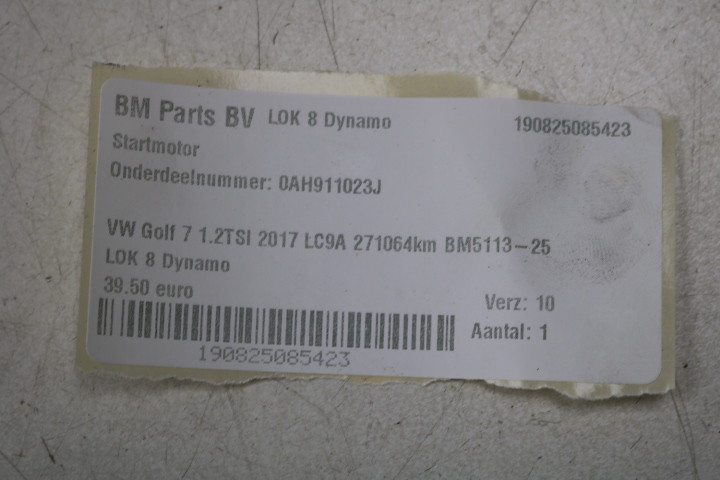 BM Parts BV LOK 8 Dynamo 190825085423
Startmotor
Onderdeelnummer: 0AH911023J
VW Golf 7 1.2TSI 2017 LC9A 271064km BM5113-25
LOK 8 Dynamo
39.50 euro
Verz: 10
Aantal: 1
190825085423